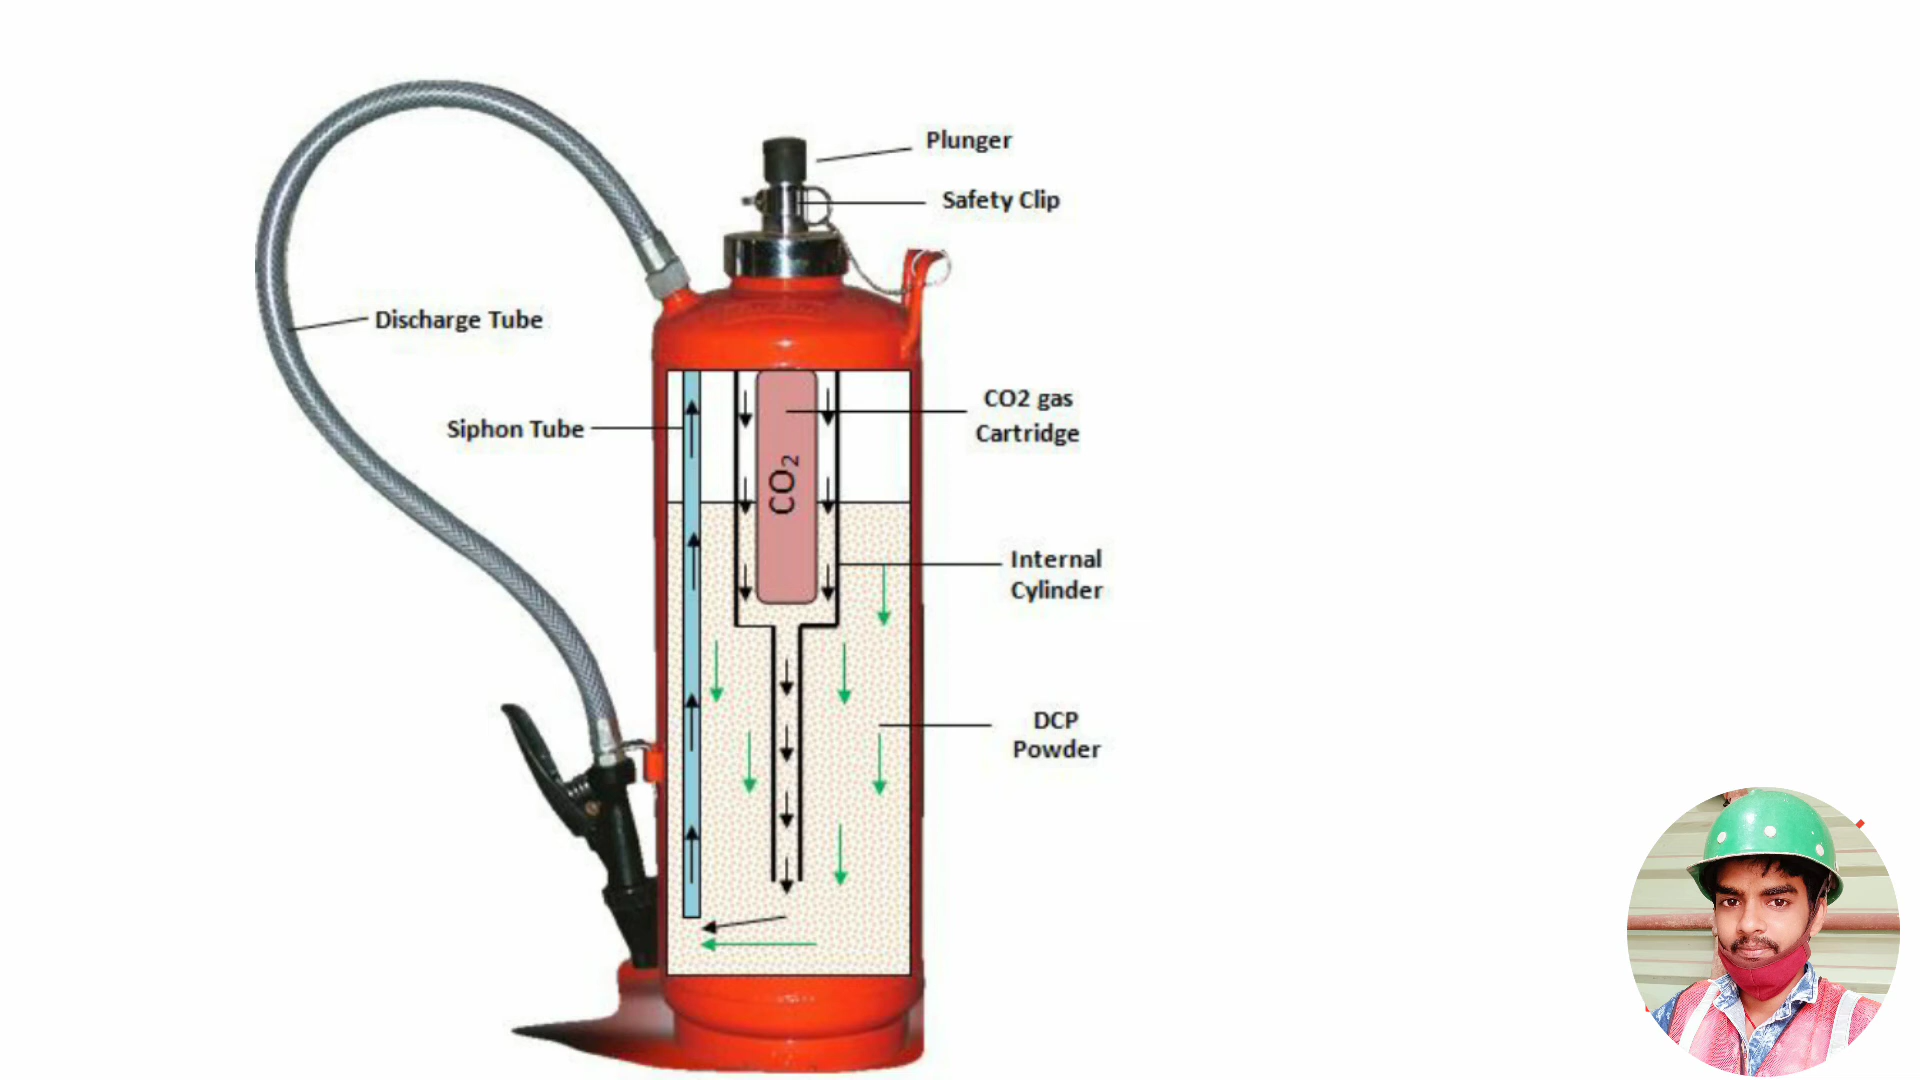 Plunger
Safety Clip
Discharge Tube
CO2 gas
Cartridge
Siphon Tube
CO₂
Internal
Cylinder
DCP
Powder